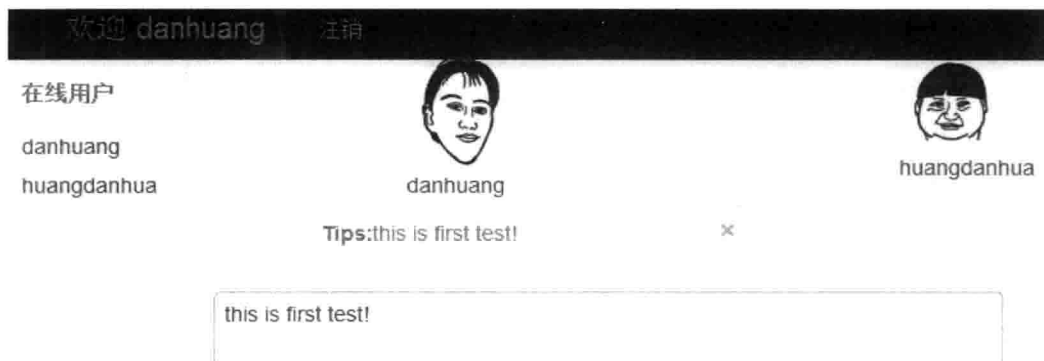 欢迎 danhuang 注销
在线用户
danhuang
huangdanhua
danhuang
huangdanhua
Tips:this is first test! ×
this is first test!